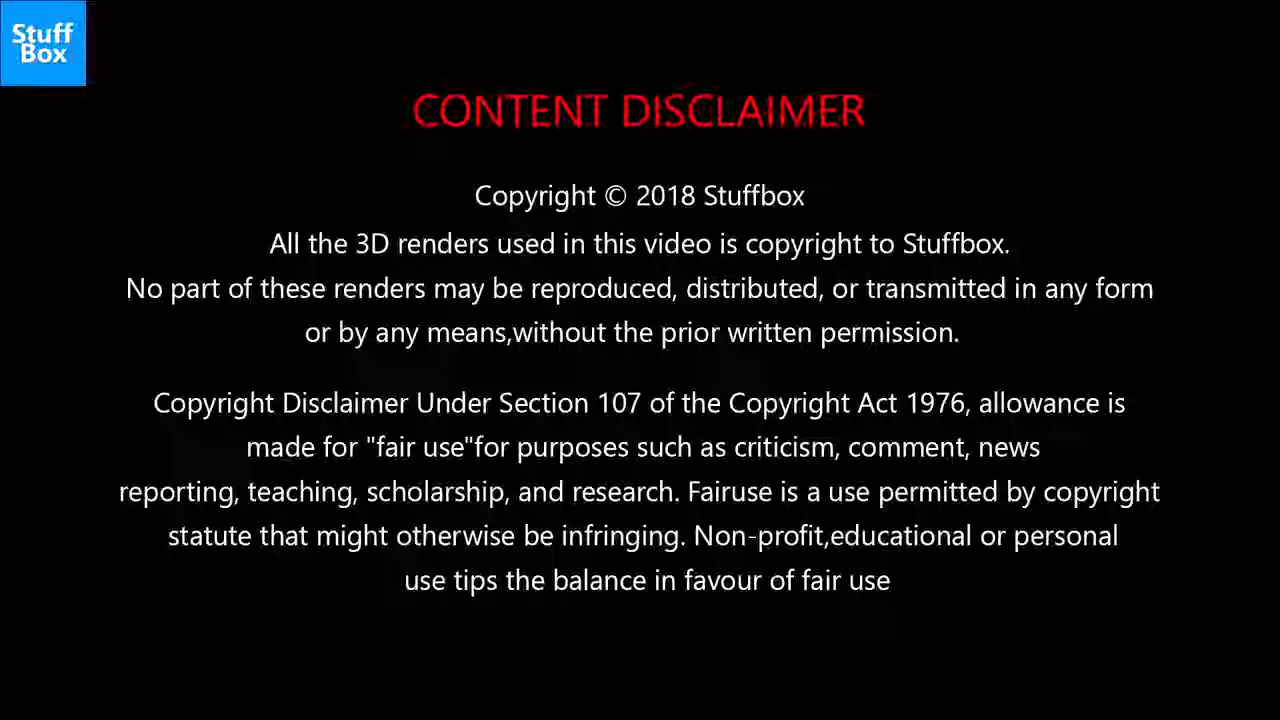 Stuff
Box
CONTENT DISCLAIMER
Copyright © 2018 Stuffbox
All the 3D renders used in this video is copyright to Stuffbox.
No part of these renders may be reproduced, distributed, or transmitted in any form
or by any means,without the prior written permission.
Copyright Disclaimer Under Section 107 of the Copyright Act 1976, allowance is
made for "fair use"for purposes such as criticism, comment, news
reporting, teaching, scholarship, and research. Fairuse is a use permitted by copyright
statute that might otherwise be infringing. Non-profit,educational or personal
use tips the balance in favour of fair use